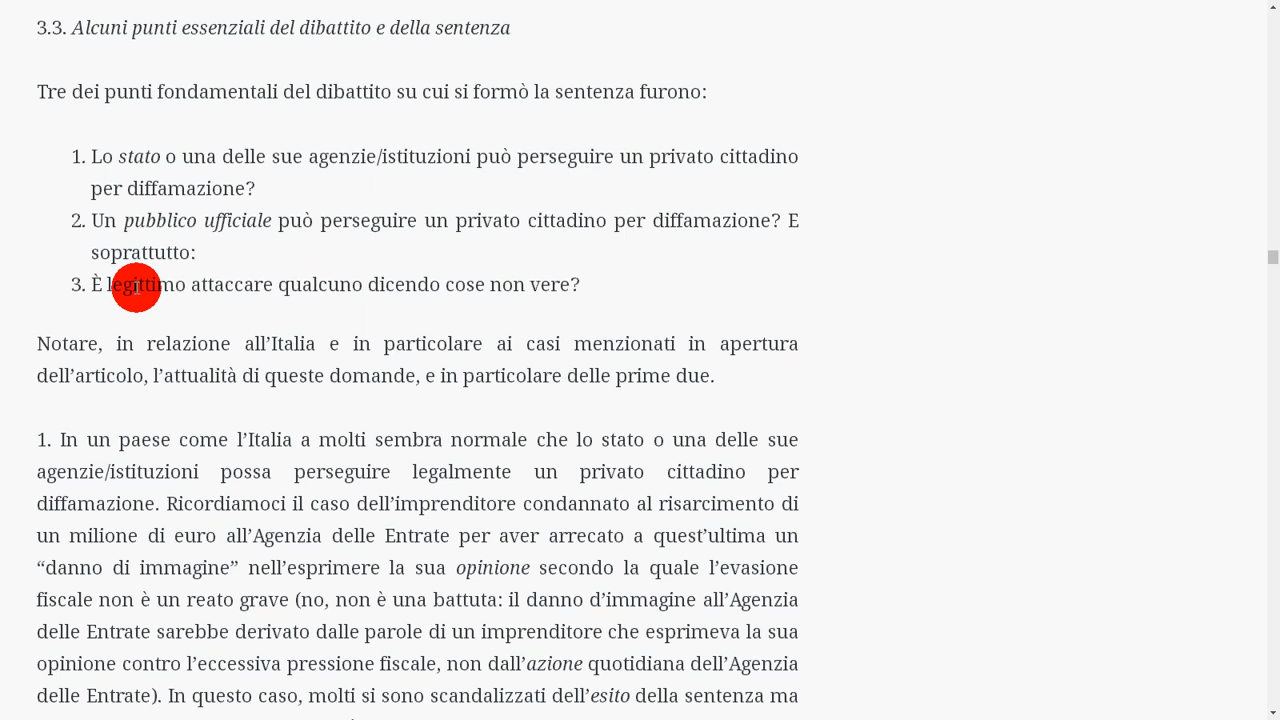 3.3. Alcuni punti essenziali del dibattito e della sentenza
Tre dei punti fondamentali del dibattito su cui si formò la sentenza furono:
1. Lo stato o una delle sue agenzie/istituzioni può perseguire un privato cittadino
per diffamazione?
2. Un pubblico ufficiale può perseguire un privato cittadino per diffamazione? E
soprattutto:
3. È legittimo attaccare qualcuno dicendo cose non vere?
Notare, in relazione all’Italia e in particolare ai casi menzionati in apertura
dell’articolo, l’attualità di queste domande, e in particolare delle prime due.
1. In un paese come l’Italia a molti sembra normale che lo stato o una delle sue
agenzie/istituzioni possa perseguire legalmente un privato cittadino per
diffamazione. Ricordiamoci il caso dell’imprenditore condannato al risarcimento di
un milione di euro all’Agenzia delle Entrate per aver arrecato a quest’ultima un
“danno di immagine” nell’esprimere la sua opinione secondo la quale l’evasione
fiscale non è un reato grave (no, non è una battuta: il danno d’immagine all’Agenzia
delle Entrate sarebbe derivato dalle parole di un imprenditore che esprimeva la sua
opinione contro l’eccessiva pressione fiscale, non dall’azione quotidiana dell’Agenzia
delle Entrate). In questo caso, molti si sono scandalizzati dell’esito della sentenza ma